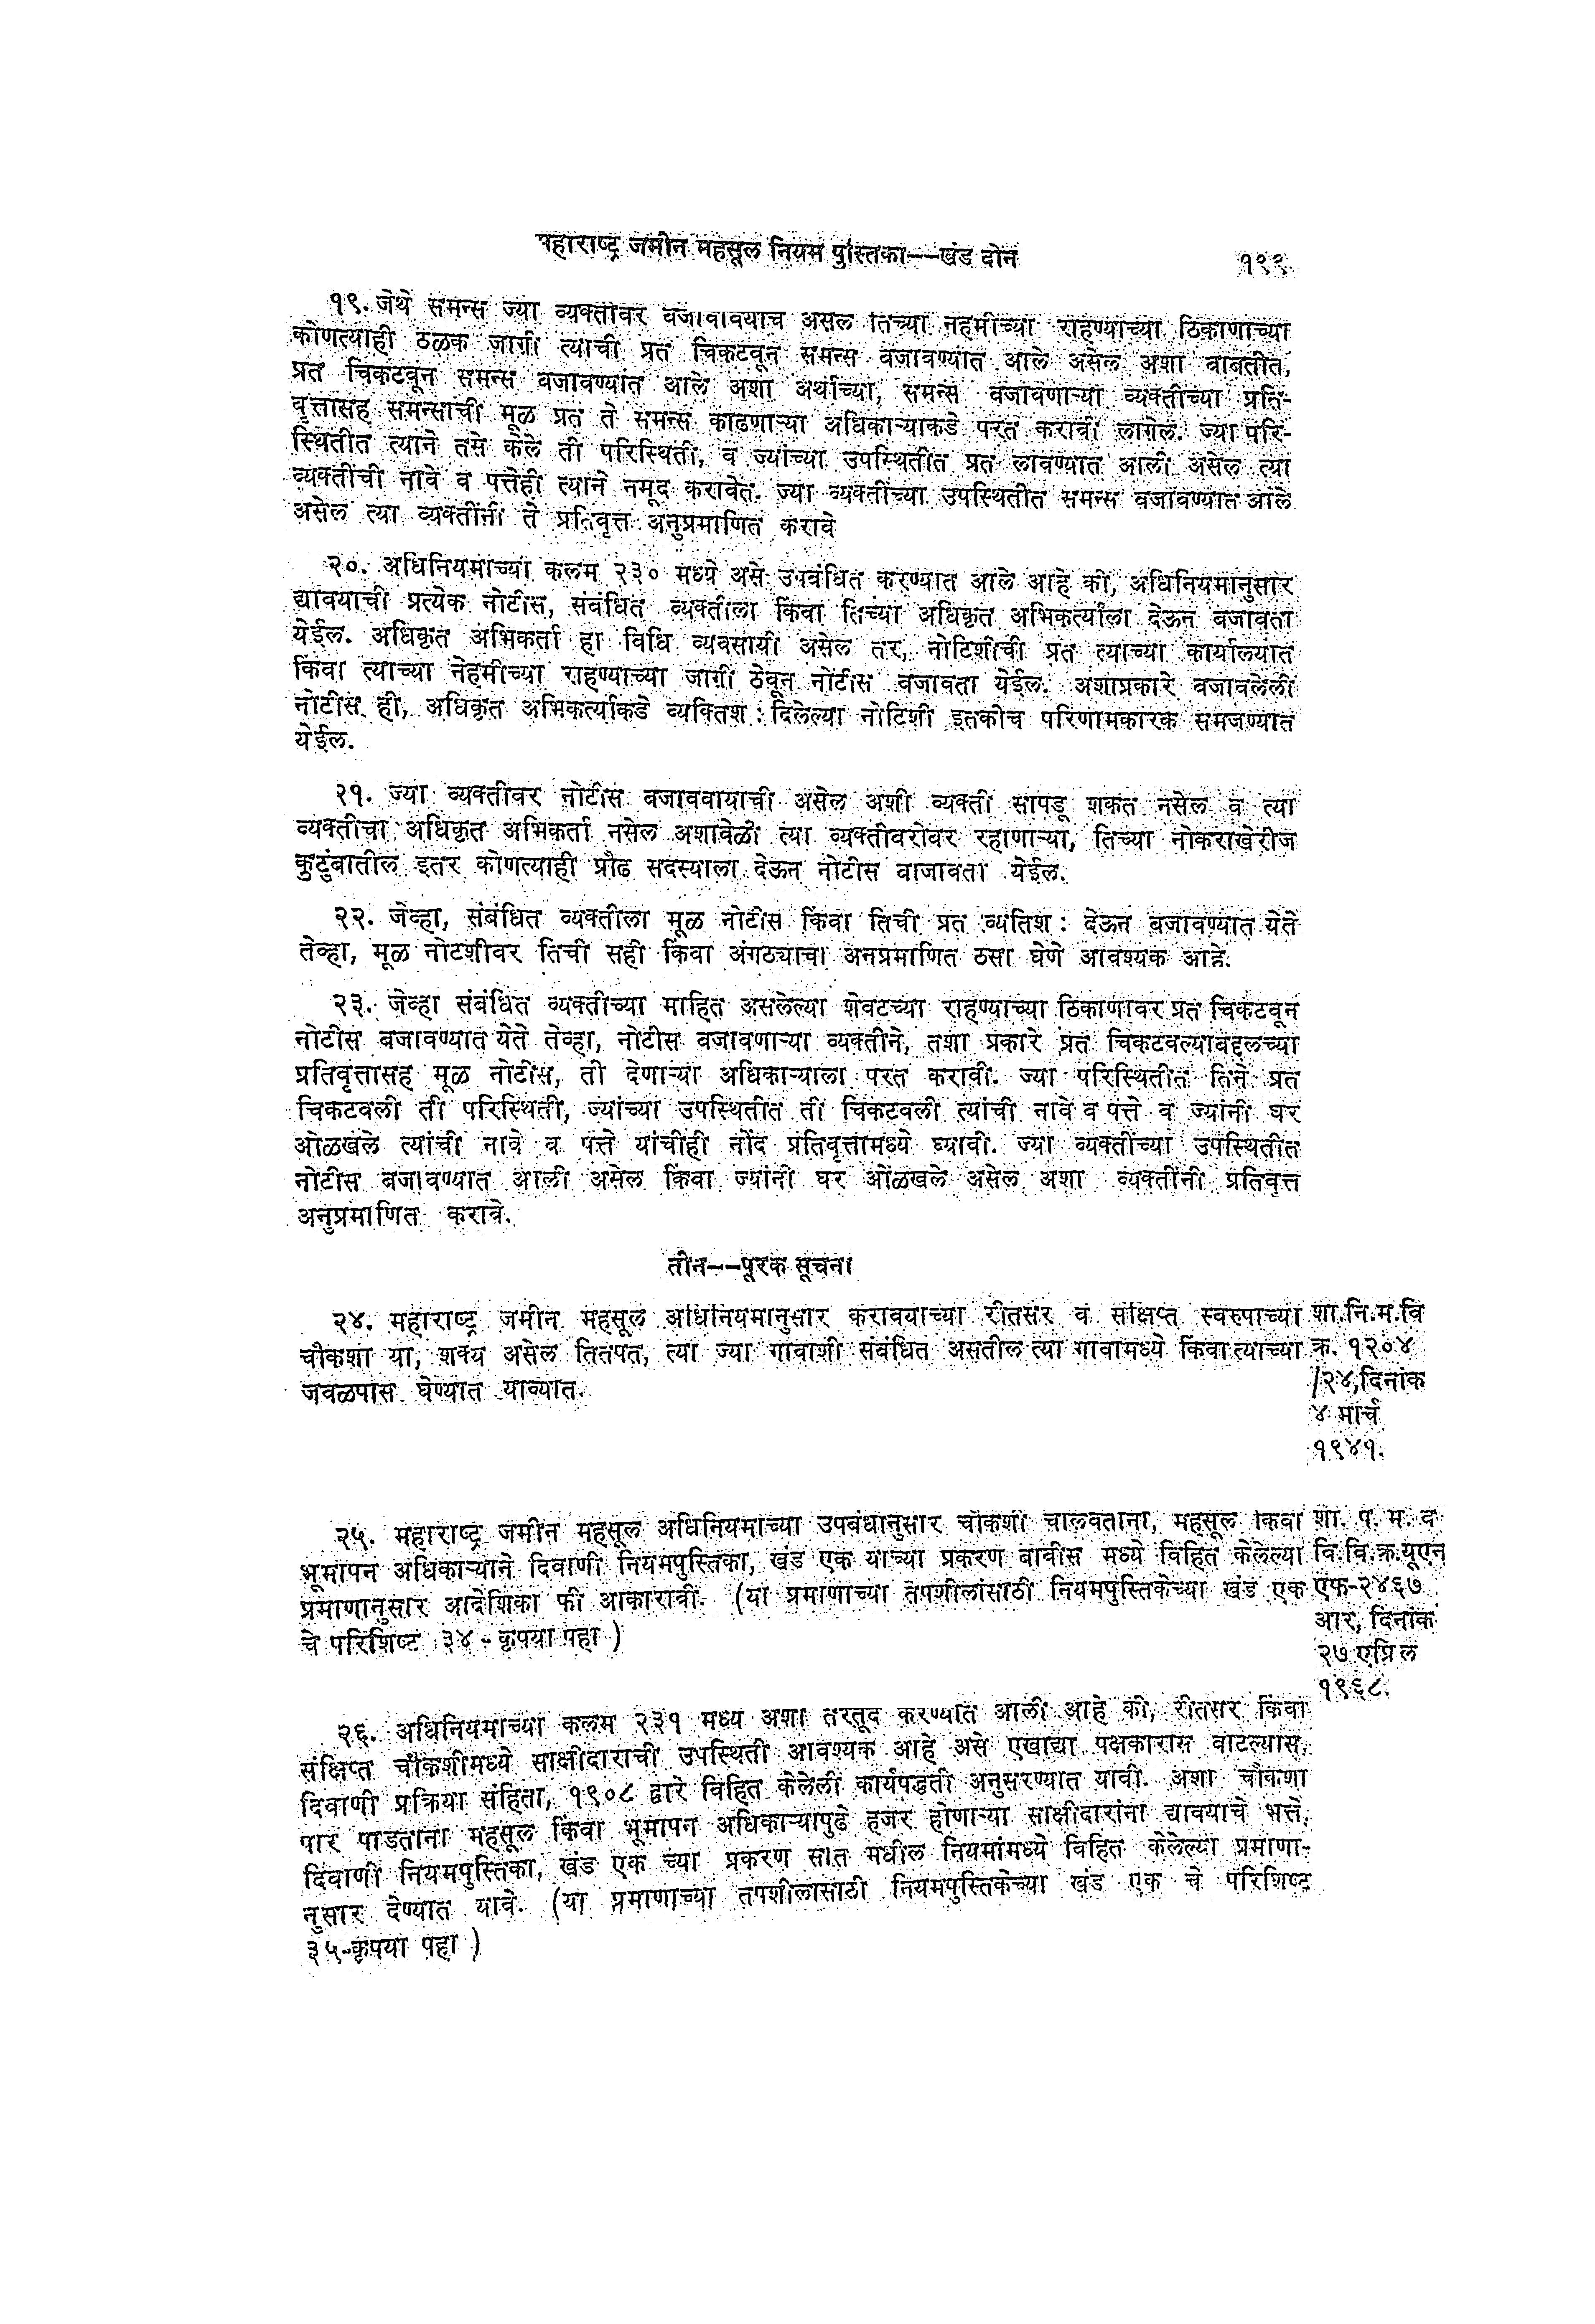 महाराष्ट्र जमीन महसूल नियम पुस्तिका--खंड दोन
१९. जेथे समन्स ज्या व्यक्तीवर बजावावयाचे असेल तिच्या नेहमीच्या राहण्याच्या ठिकाणाच्या
कोणत्याही ठळक जागी त्याची प्रत चिकटवून समन्स बजावण्यात आले असेल अशा बाबतीत,
प्रत चिकटवून समन्स बजावण्यात आले अशा अर्थाच्या, समन्स बजावणाऱ्या व्यक्तीच्या प्रति-
वृत्तासह समन्साची मूळ प्रत ते समन्स काढणाऱ्या अधिकाऱ्याकडे परत करावी लागेल. ज्या परि-
स्थितीत त्याने तसे केले ती परिस्थिती, व ज्यांच्या उपस्थितीत प्रत लावण्यात आली असेल त्या
व्यक्तींची नावे व पत्तेही त्याने नमूद करावेत. ज्या व्यक्तींच्या उपस्थितीत समन्स बजावण्यात आले
असेल त्या व्यक्तींनी ते प्रतिवृत्त अनुप्रमाणित करावे
२०. अधिनियमाच्या कलम २३० मध्ये असे उपबंधित करण्यात आले आहे की, अधिनियमानुसार
द्यावयाची प्रत्येक नोटीस, संबंधित व्यक्तीला किंवा तिच्या अधिकृत अभिकर्त्याला देऊन बजावता
येईल. अधिकृत अभिकर्ता हा विधि व्यवसायी असेल तर, नोटिशीची प्रत त्याच्या कार्यालयात
किंवा त्याच्या नेहमीच्या राहण्याच्या जागी ठेवून नोटीस बजावता येईल. अशाप्रकारे बजावलेली
नोटीस ही, अधिकृत अभिकर्त्याकडे व्यक्तिश: दिलेल्या नोटिशी इतकीच परिणामकारक समजण्यात
येईल.
२१. ज्या व्यक्तीवर नोटीस बजाववायाची असेल अशी व्यक्ती सापडू शकत नसेल व त्या
व्यक्तीचा अधिकृत अभिकर्ता नसेल अशावेळी त्या व्यक्तीबरोबर रहाणाऱ्या, तिच्या नोकराखेरीज
कुटुंबातील इतर कोणत्याही प्रौढ सदस्याला देऊन नोटीस वाजावता येईल.
२२. जेव्हा, संबंधित व्यक्तीला मूळ नोटीस किंवा तिची प्रत व्यतिश: देऊन बजावण्यात येते
तेव्हा, मूळ नोटशीवर तिची सही किंवा अंगठ्याचा अनप्रमाणित ठसा घेणे आवश्यक आहे.
२३. जेव्हा संबंधित व्यक्तीच्या माहित असलेल्या शेवटच्या राहण्याच्या ठिकाणावर प्रत चिकटवून
नोटीस बजावण्यात येते तेव्हा, नोटीस बजावणाऱ्या व्यक्तीने, तशा प्रकारे प्रत चिकटवल्याबद्दलच्या
प्रतिवृत्तासह मूळ नोटीस, ती देणाऱ्या अधिकाऱ्याला परत करावी. ज्या परिस्थितीत तिने प्रत
चिकटवली ती परिस्थिती, ज्यांच्या उपस्थितीत ती चिकटवली त्यांची नावे व पत्ते व ज्यांनी घर
ओळखले त्यांची नावे व पत्ते यांचीही नोंद प्रतिवृत्तामध्ये घ्यावी. ज्या व्यक्तींच्या उपस्थितीत
नोटीस बजावण्यात आली असेल किंवा ज्यांनी घर ओळखले असेल अशा व्यक्तींनी प्रतिवृत्त
अनुप्रमाणित करावे.
तीन--पूरक सूचना
२४. महाराष्ट्र जमीन महसूल अधिनियमानुसार करावयाच्या रीतसर व संक्षिप्त स्वरुपाच्या
चौकशा या, शक्य असेल तितपत, त्या ज्या गावाशी संबंधित असतील त्या गावामध्ये किंवा त्याच्या
जवळपास घेण्यात याव्यात.
शा.नि.म.वि
क्र. १२०४
/२४,दिनांक
४ मार्च
१९४१.
२५. महाराष्ट्र जमीन महसूल अधिनियमाच्या उपबंधानुसार चौकशी चालवताना, महसूल किंवा
भूमापन अधिकाऱ्याने दिवाणी नियमपुस्तिका, खंड एक याच्या प्रकरण बावीस मध्ये विहित केलेल्या
प्रमाणानुसार आदेशिका फी आकारावी. (या प्रमाणाच्या तपशीलांसाठी नियमपुस्तिकेच्या खंड एक
चे परिशिष्ट ३४-कृपया पहा)
शा. प. म. व
वि.वि.क्र.यूएन
एफ-२४६७
आर, दिनांक
२७ एप्रिल
१९६८.
२६. अधिनियमाच्या कलम २३१ मध्य अशा तरतूद करण्यात आली आहे की, रीतसर किंवा
संक्षिप्त चौकशीमध्ये साक्षीदाराची उपस्थिती आवश्यक आहे असे एखाद्या पक्षकारास वाटल्यास,
दिवाणी प्रक्रिया संहिता, १९०८ द्वारे विहित केलेली कार्यपद्धती अनुसरण्यात यावी. अशा चौकशा
पार पाडताना महसूल किंवा भूमापन अधिकाऱ्यापुढे हजर होणाऱ्या साक्षीदारांना द्यावयाचे भत्ते,
दिवाणी नियमपुस्तिका, खंड एक च्या प्रकरण सात मधील नियमांमध्ये विहित केलेल्या प्रमाणा-
नुसार देण्यात यावे. (या प्रमाणाच्या तपशीलासाठी नियमपुस्तिकेच्या खंड एक चे परिशिष्ट
३५-कृपया पहा)